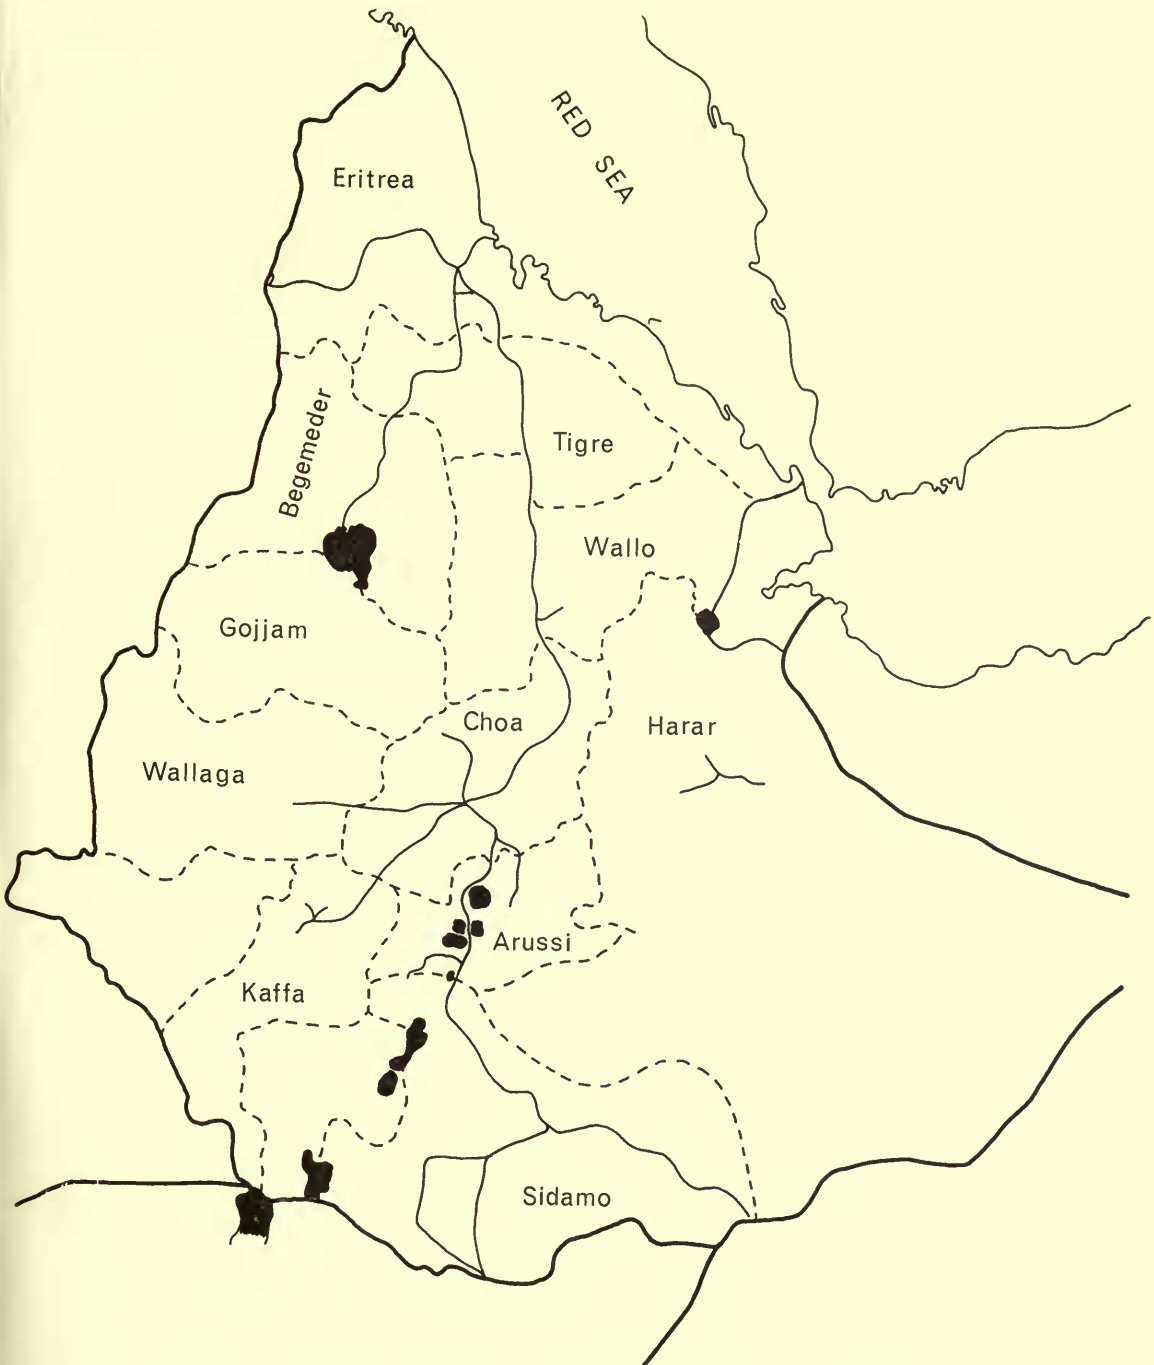 RED SEA
Eritrea
Begemeder
Tigre
Wallo
Gojjam
Choa
Harar
Wallaga
Arussi
Kaffa
Sidamo